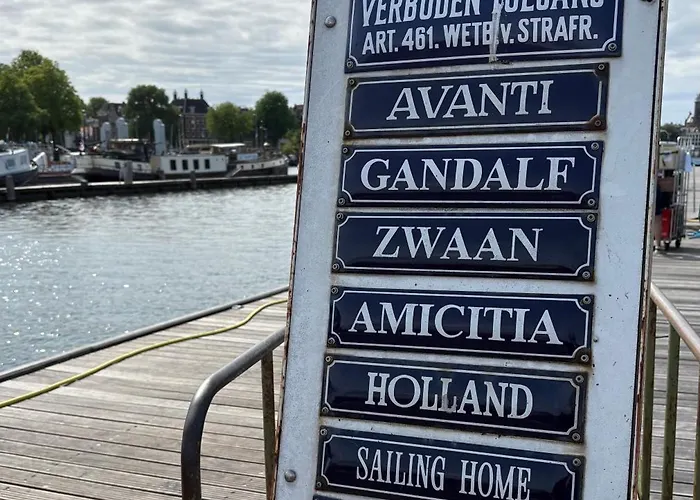 VERBODEN TOEGANG
ART. 461. WETB. v. STRAFR.
AVANTI
GANDALF
ZWAAN
AMICITIA
HOLLAND
SAILING HOME